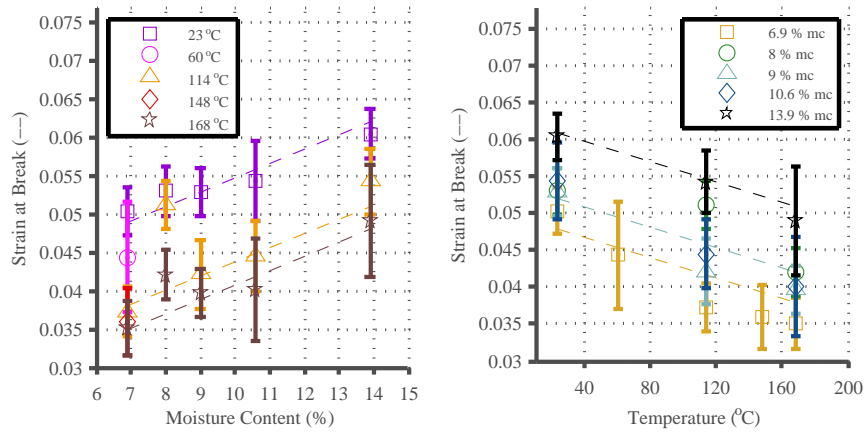 0.075
0.07
0.065
0.06
0.055
0.05
0.045
0.04
0.035
0.03
Strain at Break (---)
23 °C
60 °C
114 °C
148 °C
168 °C
6 7 8 9 10 11 12 13 14 15
Moisture Content (%)
0.075
0.07
0.065
0.06
0.055
0.05
0.045
0.04
0.035
0.03
Strain at Break (---)
6.9 % mc
8 % mc
9 % mc
10.6 % mc
13.9 % mc
40 80 120 160 200
Temperature (°C)